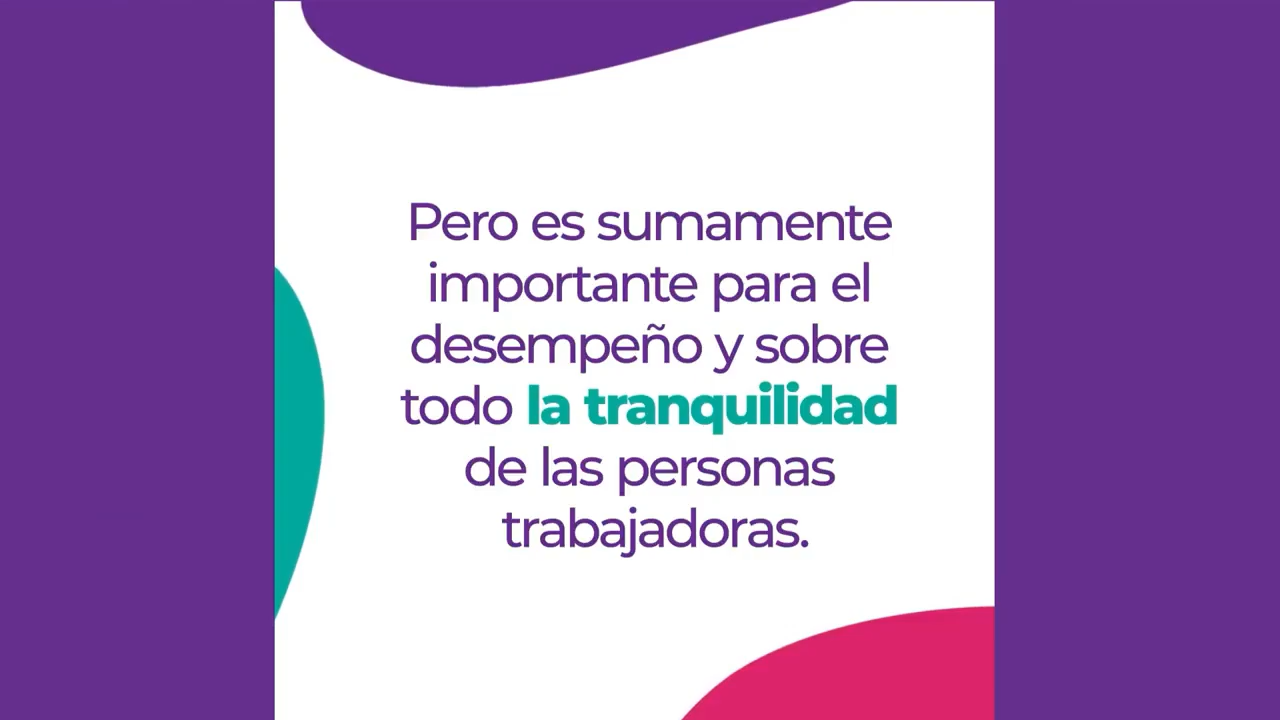 Pero es sumamente
importante para el
desempeño y sobre
todo la tranquilidad
de las personas
trabajadoras.